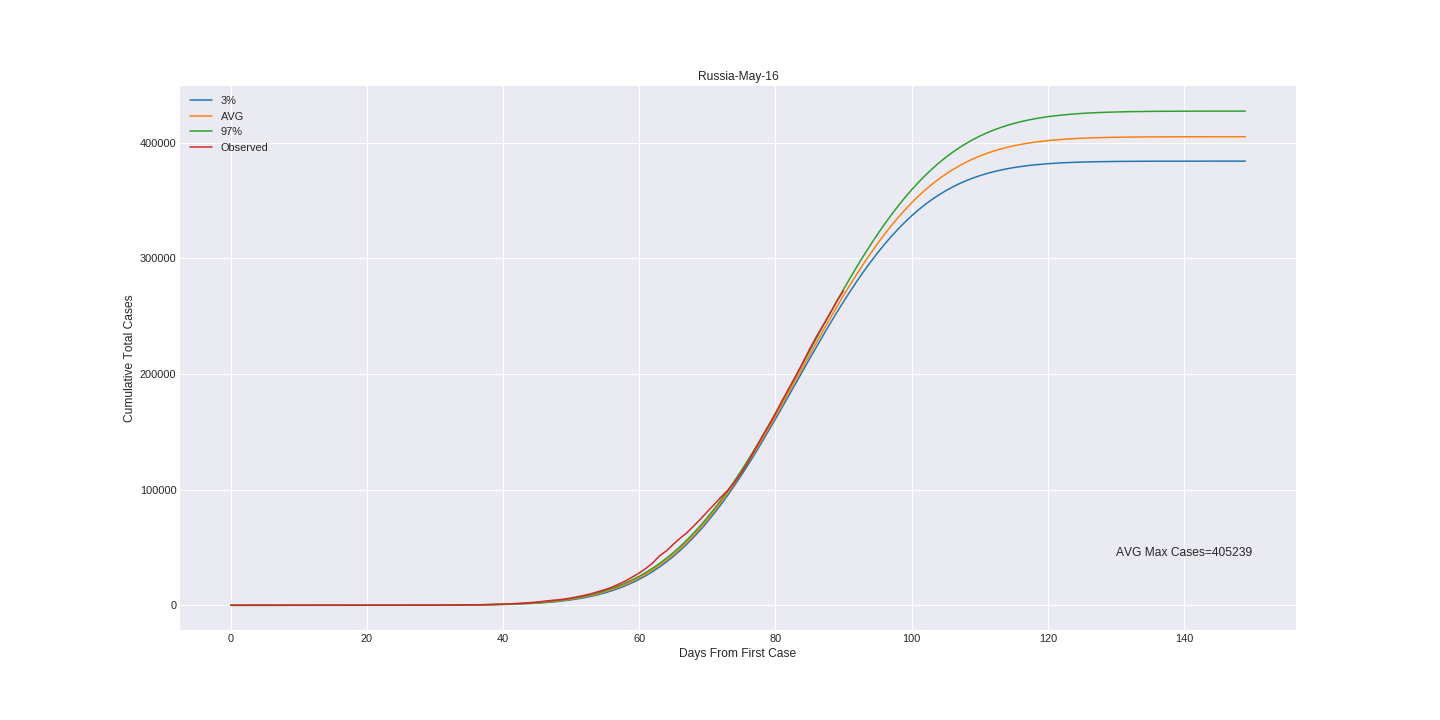 Russia-May-16
3%
AVG
97%
Observed
400000
300000
200000
100000
0
Cumulative Total Cases
AVG Max Cases=405239
0 20 40 60 80 100 120 140
Days From First Case